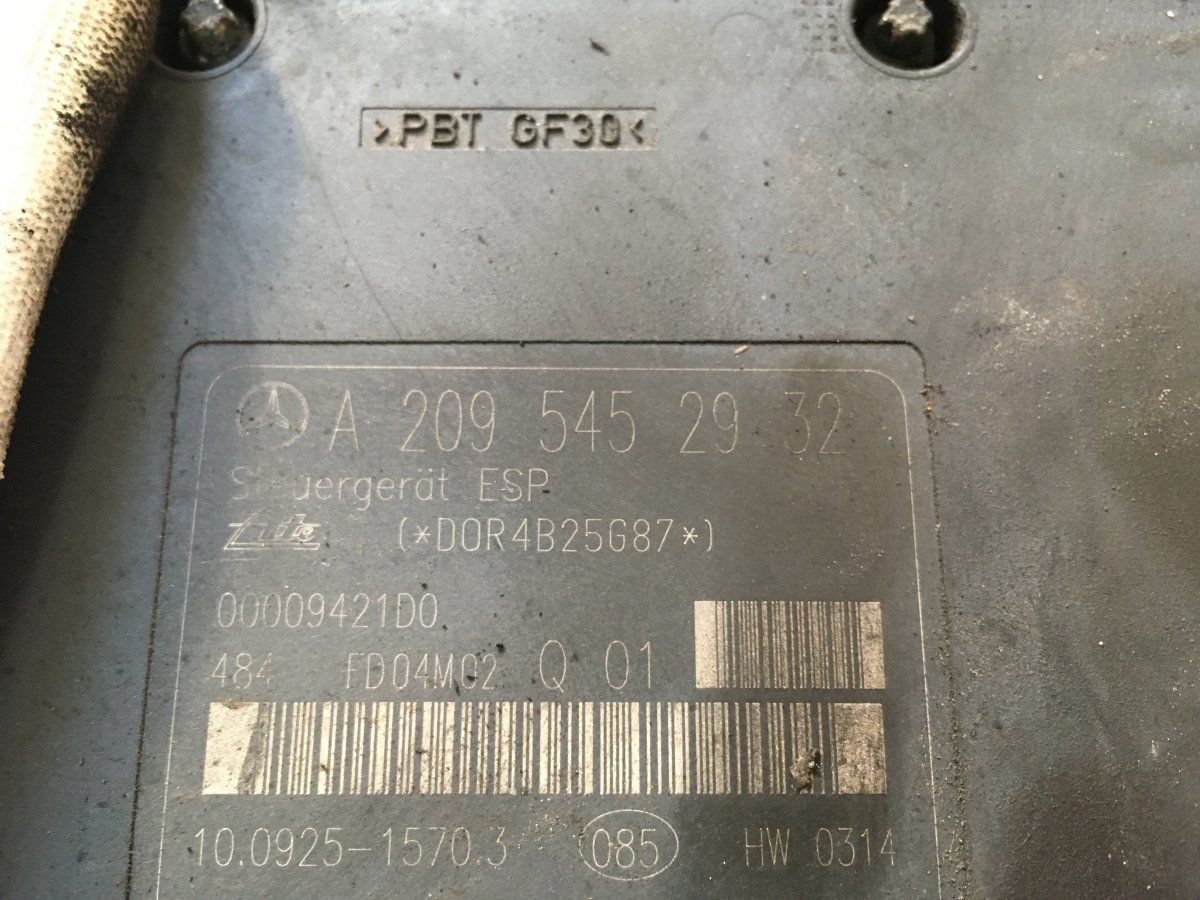 >PBT GF30<
A 209 545 29 32
Steuergerät ESP
(*DOR4B25G87*)
00009421D0
484 FD04M02 Q 01
10.0925-1570.3 085 HW 0314